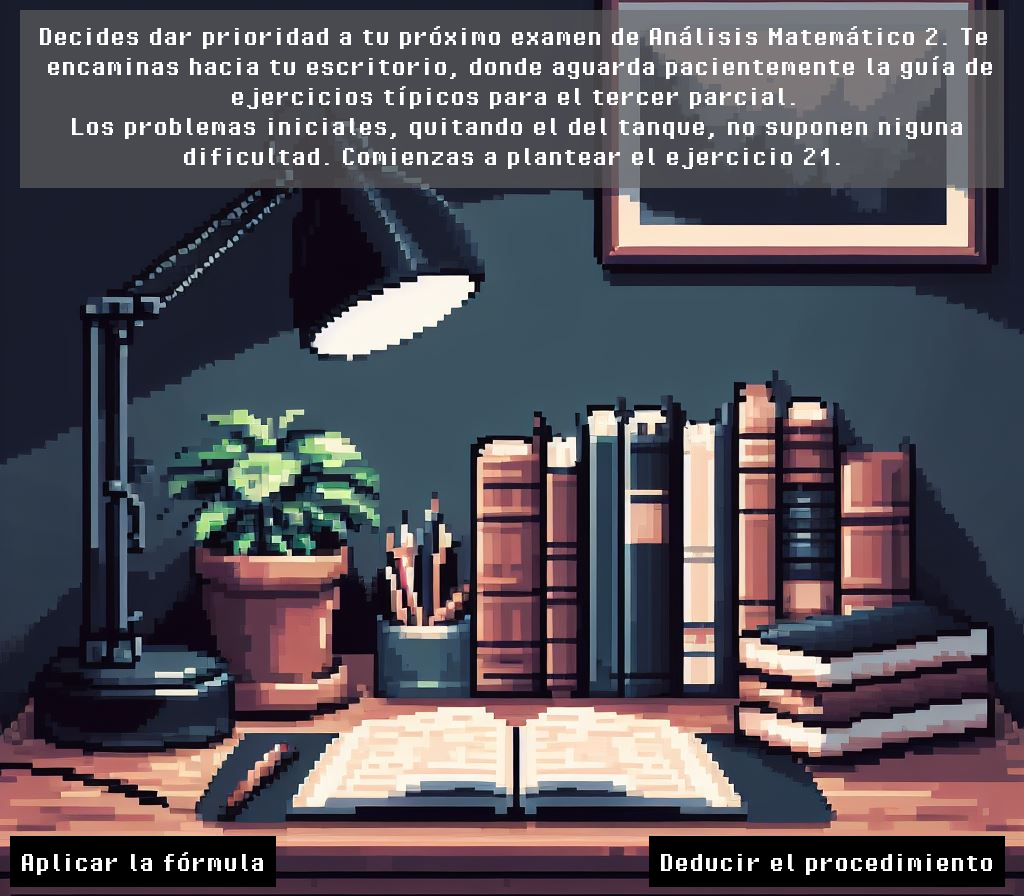 Decides dar prioridad a tu próximo examen de Análisis Matemático 2. Te
encaminas hacia tu escritorio, donde aguarda pacientemente la guía de
ejercicios típicos para el tercer parcial.
Los problemas iniciales, quitando el del tanque, no suponen niguna
dificultad. Comienzas a plantear el ejercicio 21.
Aplicar la fórmula
Deducir el procedimiento